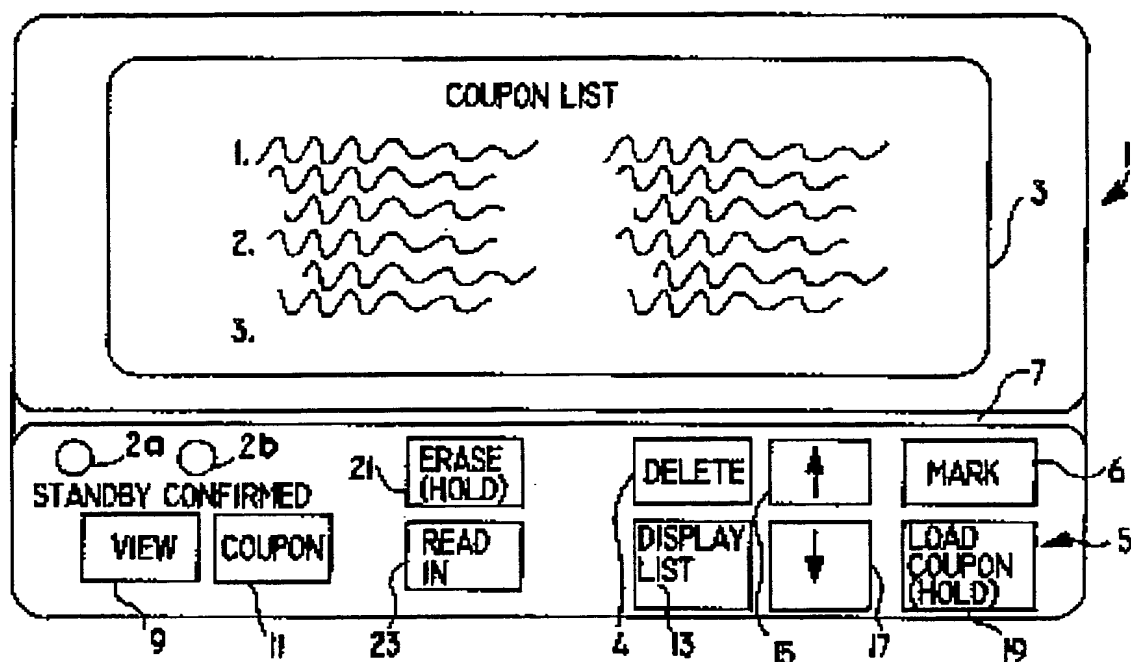 COUPON LIST
1.
2.
3.
1
3
7
2a 2b
STANDBY CONFIRMED
21 ERASE (HOLD)
DELETE
MARK
6
VIEW
COUPON
READ IN
DISPLAY LIST
LOAD COUPON (HOLD)
5
9
11
23
4
13
15
17
19